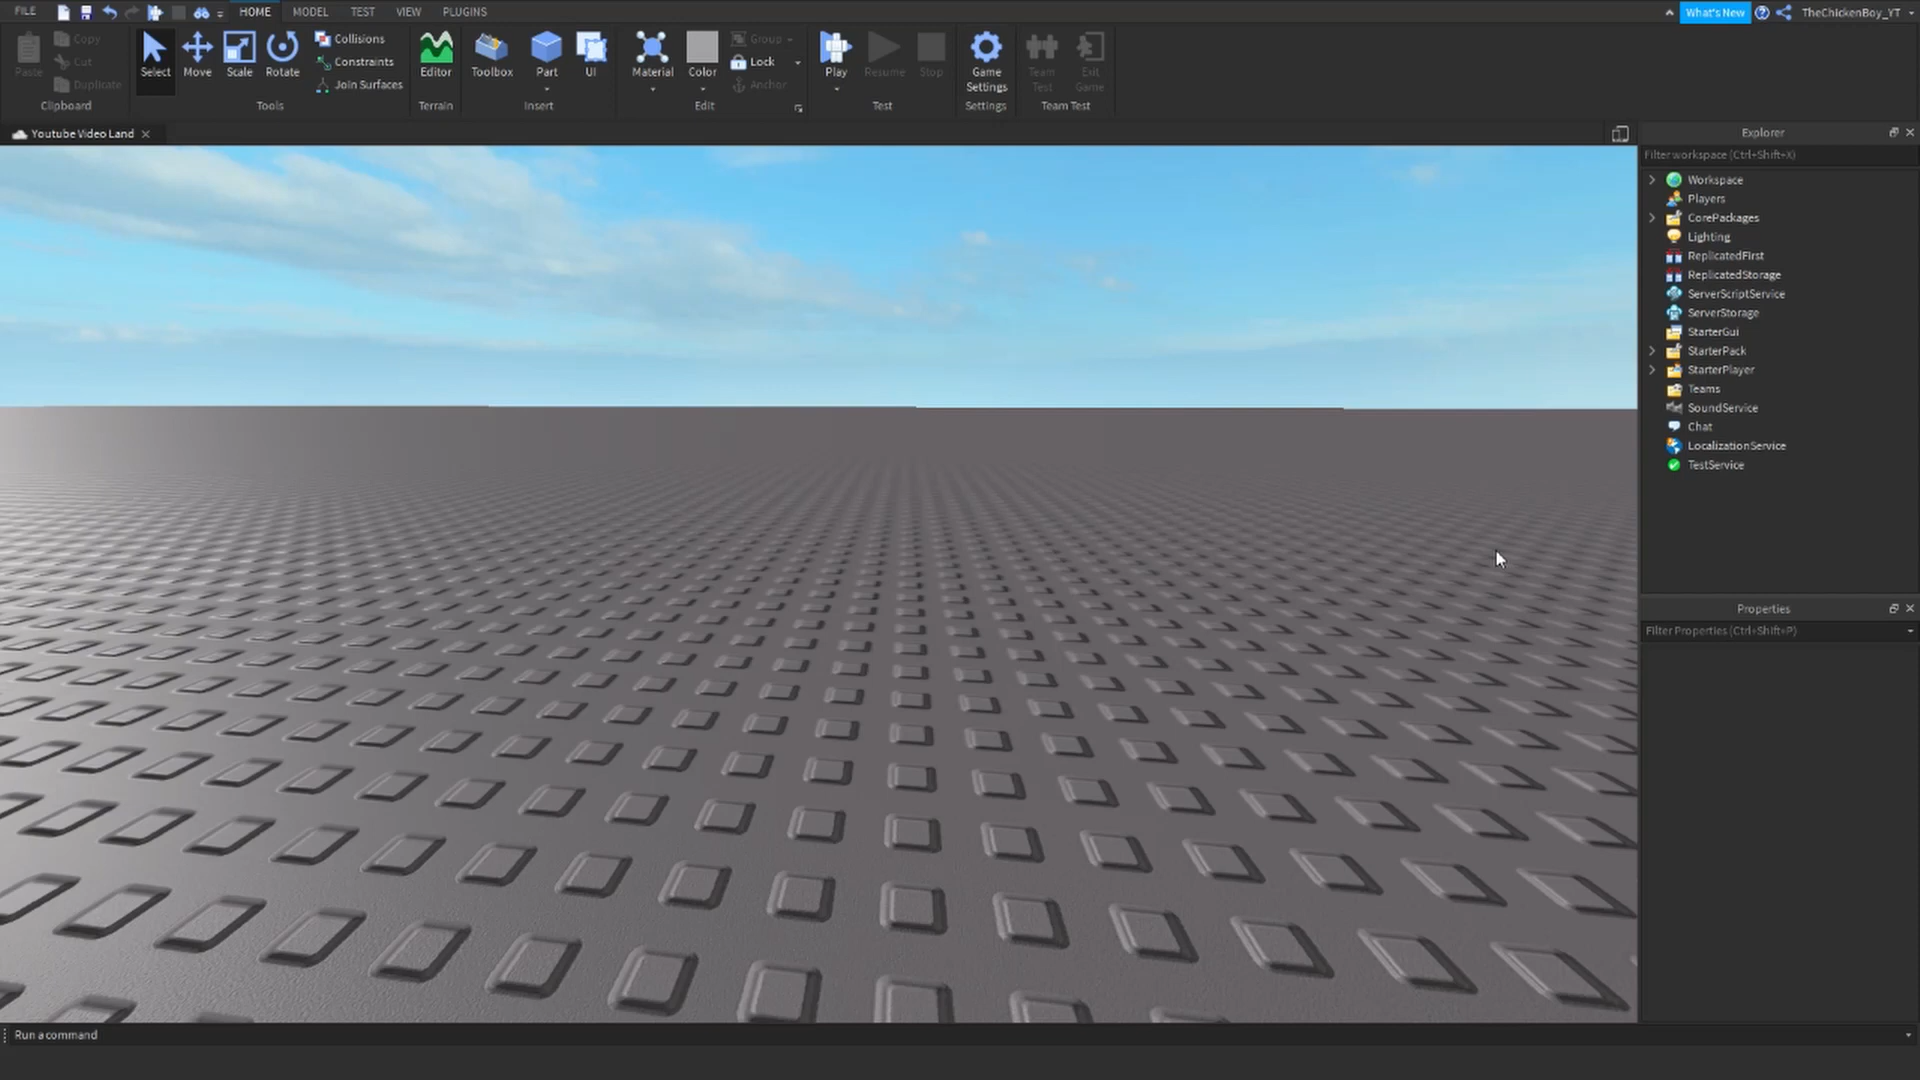 FILE HOME MODEL TEST VIEW PLUGINS What's New TheChickenBoy_YT
Paste Copy Cut Duplicate Clipboard
Select Move Scale Rotate Collisions Constraints Join Surfaces Tools
Editor Terrain
Toolbox Part UI Insert
Material Color Group Lock Anchor Edit
Play Resume Stop Test
Game Settings Settings
Team Test Exit Game Team Test
Youtube Video Land
Explorer
Filter workspace (Ctrl+Shift+X)
Workspace
Players
CorePackages
Lighting
ReplicatedFirst
ReplicatedStorage
ServerScriptService
ServerStorage
StarterGui
StarterPack
StarterPlayer
Teams
SoundService
Chat
LocalizationService
TestService
Properties
Filter Properties (Ctrl+Shift+P)
Run a command